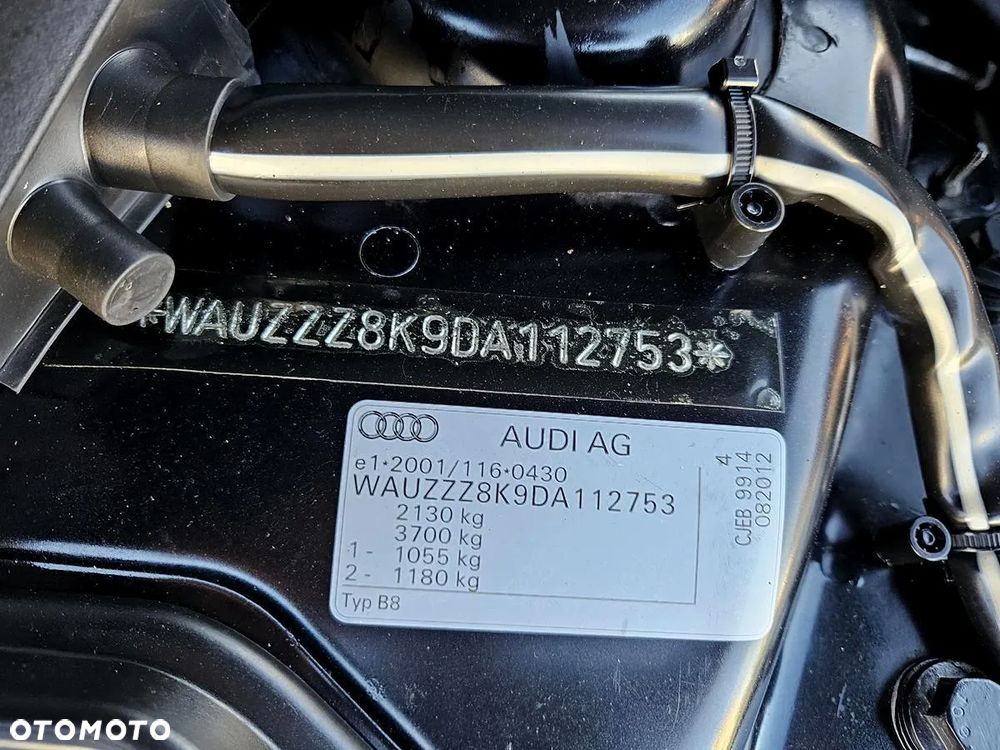 *WAUZZZ8K9DA112753*
AUDI AG
e1*2001/116*0430
WAUZZZ8K9DA112753
2130 kg
3700 kg
1 - 1055 kg
2 - 1180 kg
Typ B8
4
CJEB 9914
082012
OTOMOTO